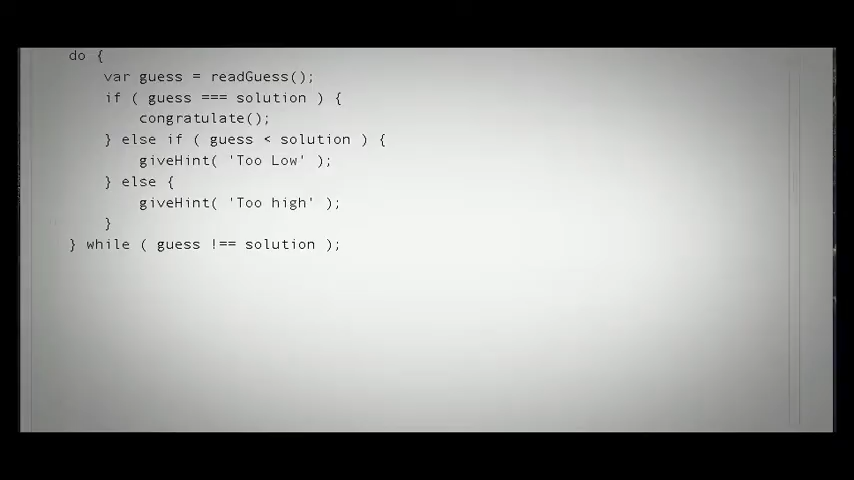 do {
    var guess = readGuess();
    if ( guess === solution ) {
        congratulate();
    } else if ( guess < solution ) {
        giveHint( 'Too Low' );
    } else {
        giveHint( 'Too high' );
    }
} while ( guess !== solution );